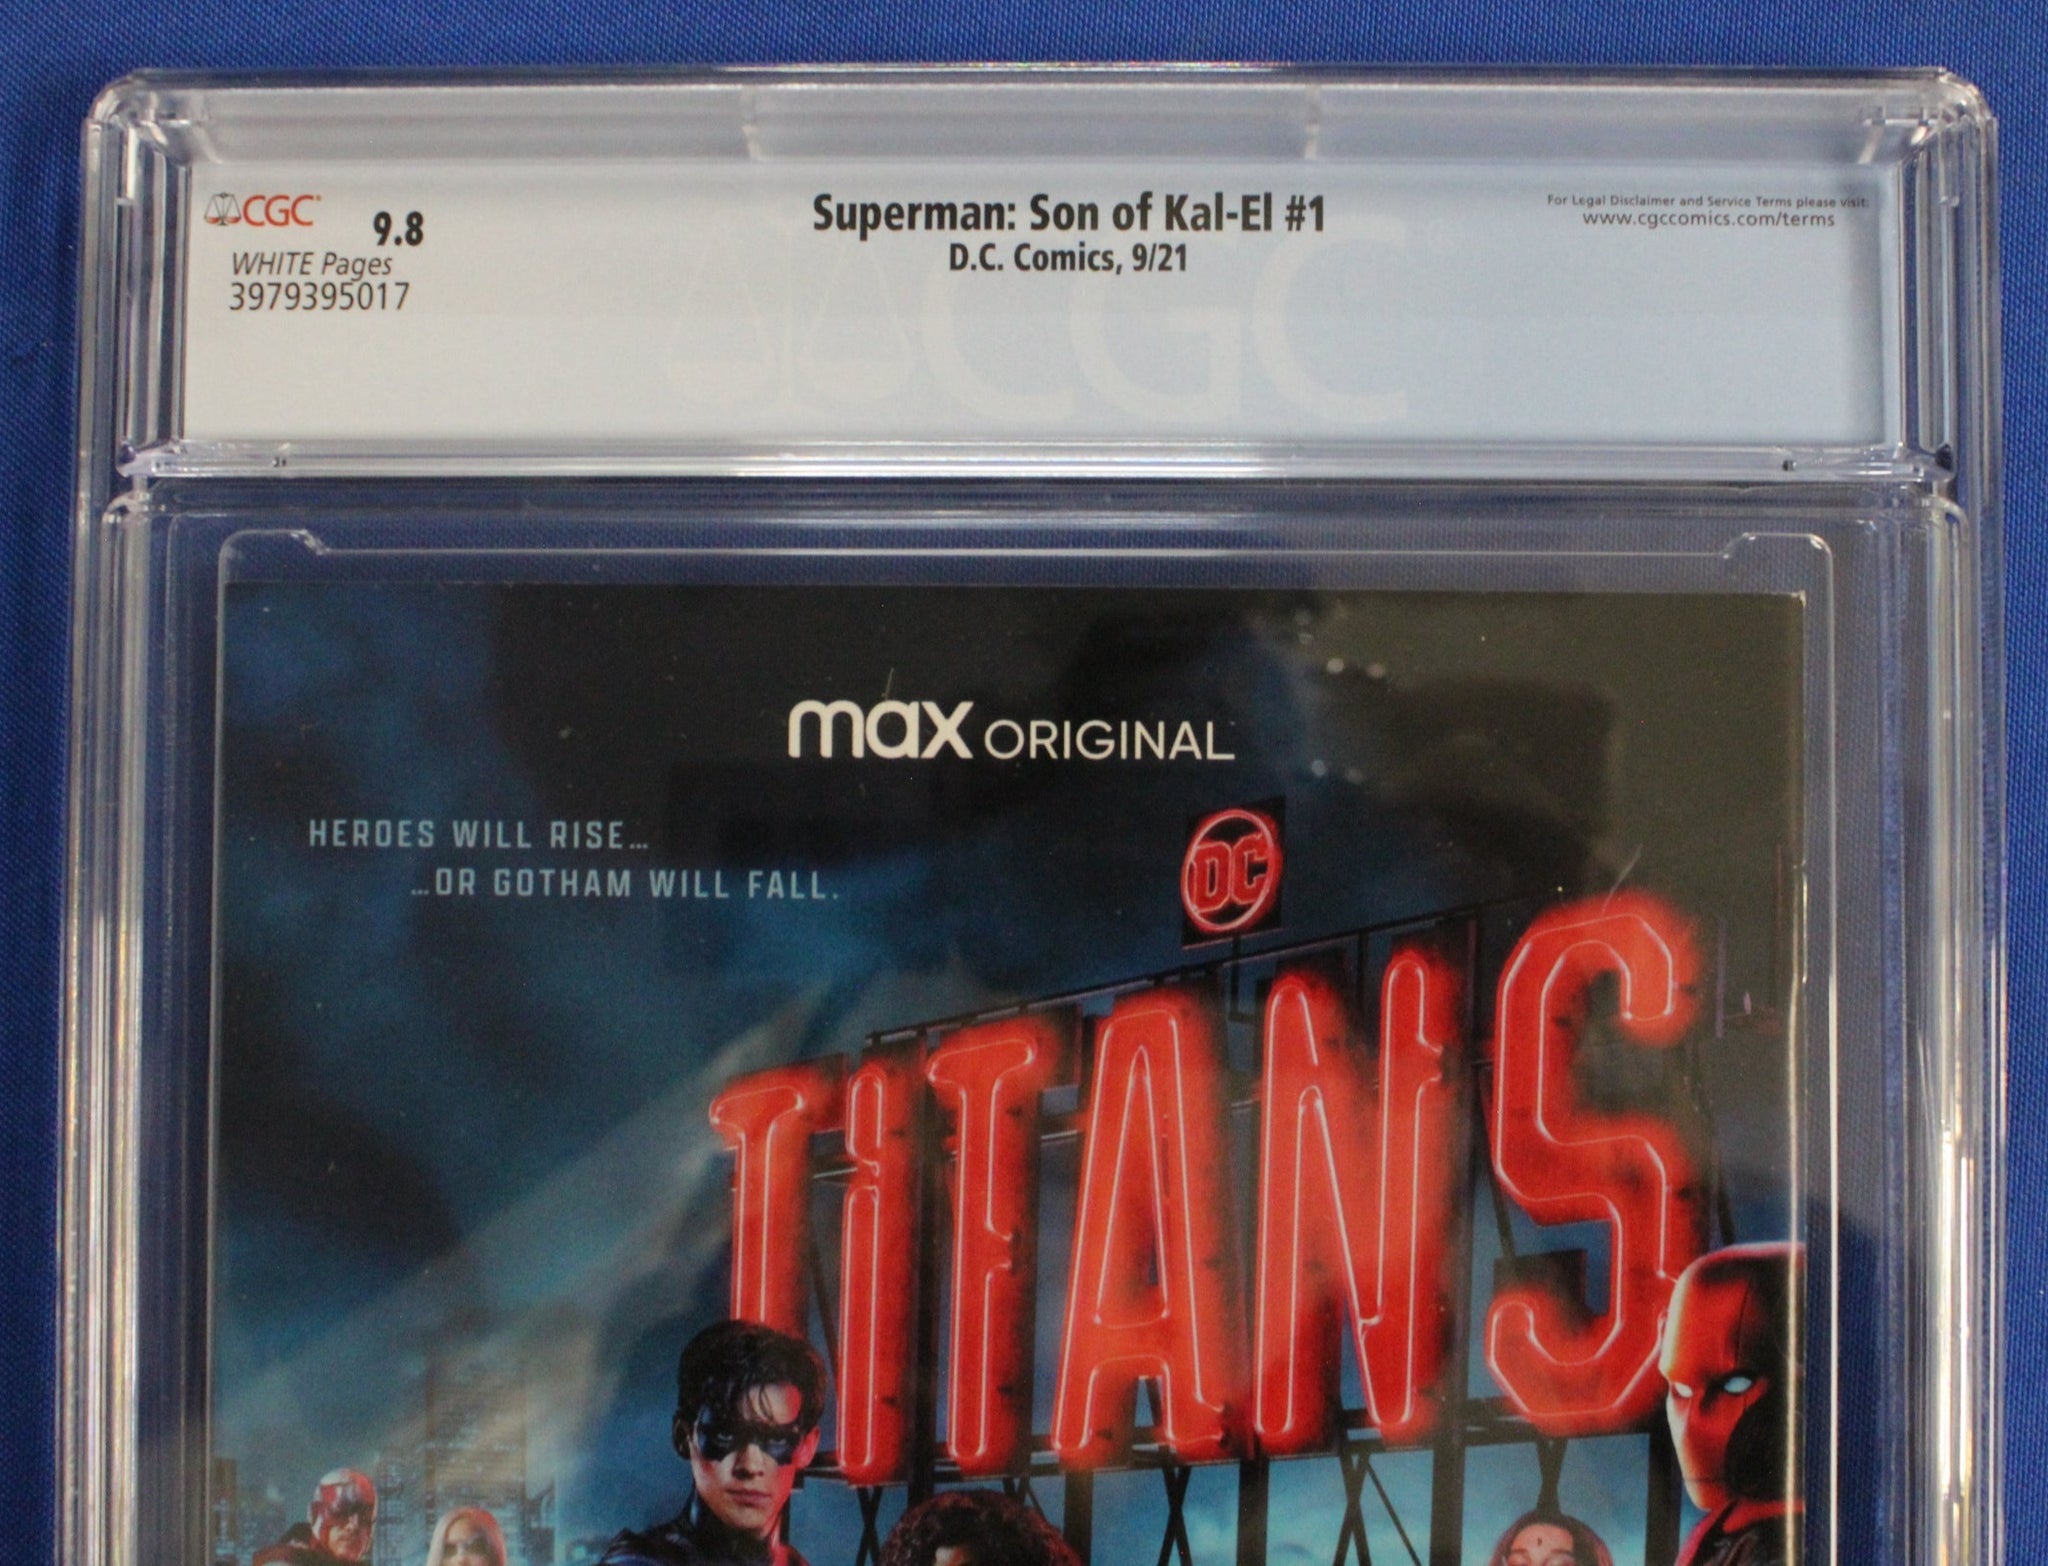 CGC
9.8
WHITE Pages
3979395017
Superman: Son of Kal-El #1
D.C. Comics, 9/21
For Legal Disclaimer and Service Terms please visit:
www.cgccomics.com/terms
CGC
max ORIGINAL
HEROES WILL RISE...
...OR GOTHAM WILL FALL.
DC
TITANS